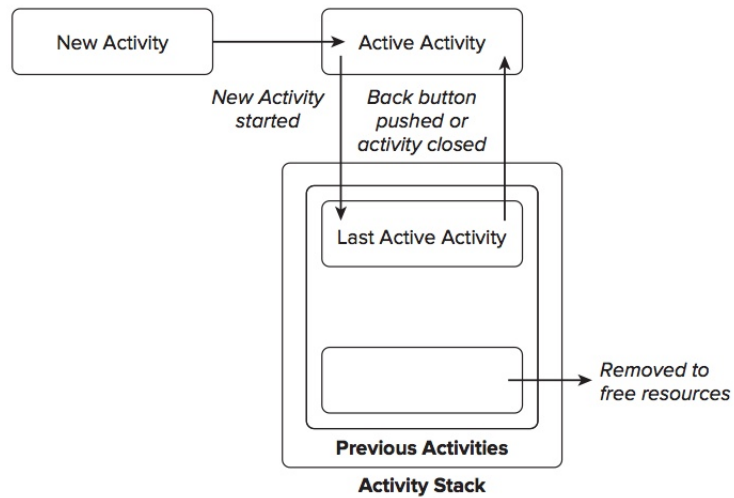 New Activity
Active Activity
New Activity
started
Back button
pushed or
activity closed
Last Active Activity
Removed to
free resources
Previous Activities
Activity Stack